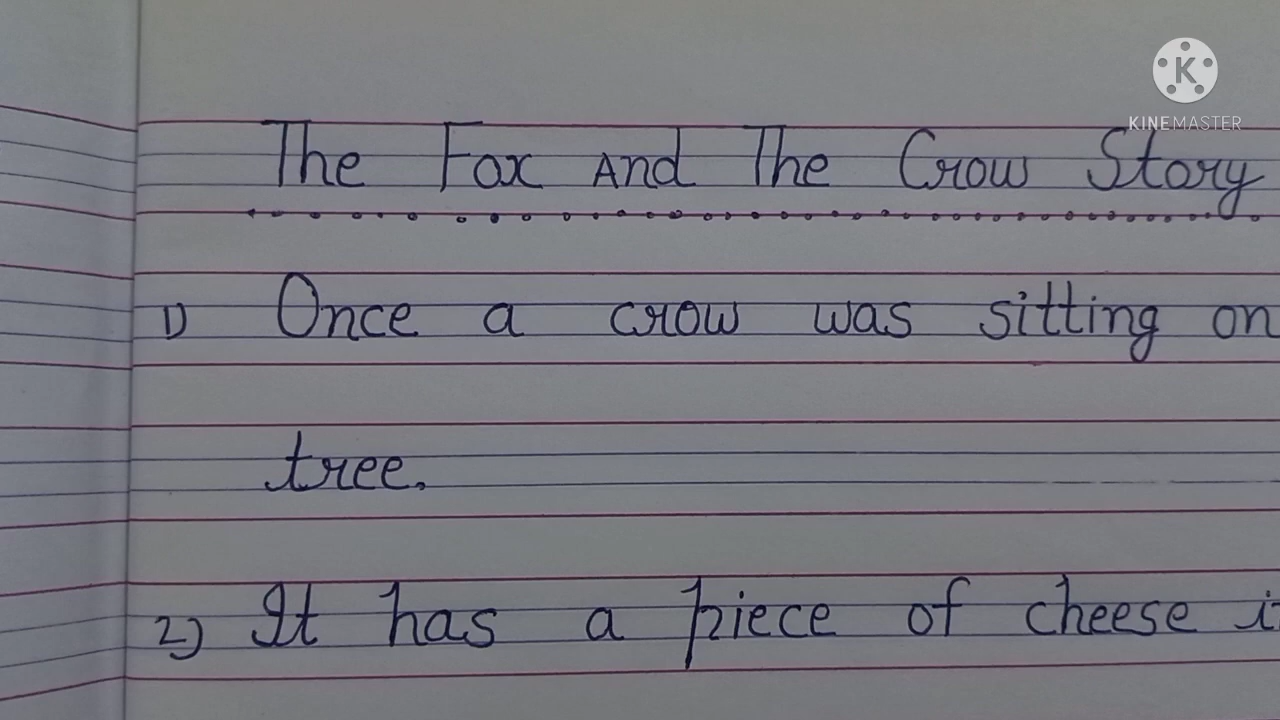 K
KINEMASTER
The Fox And The Crow Story
1) Once a crow was sitting on
tree.
2) It has a piece of cheese